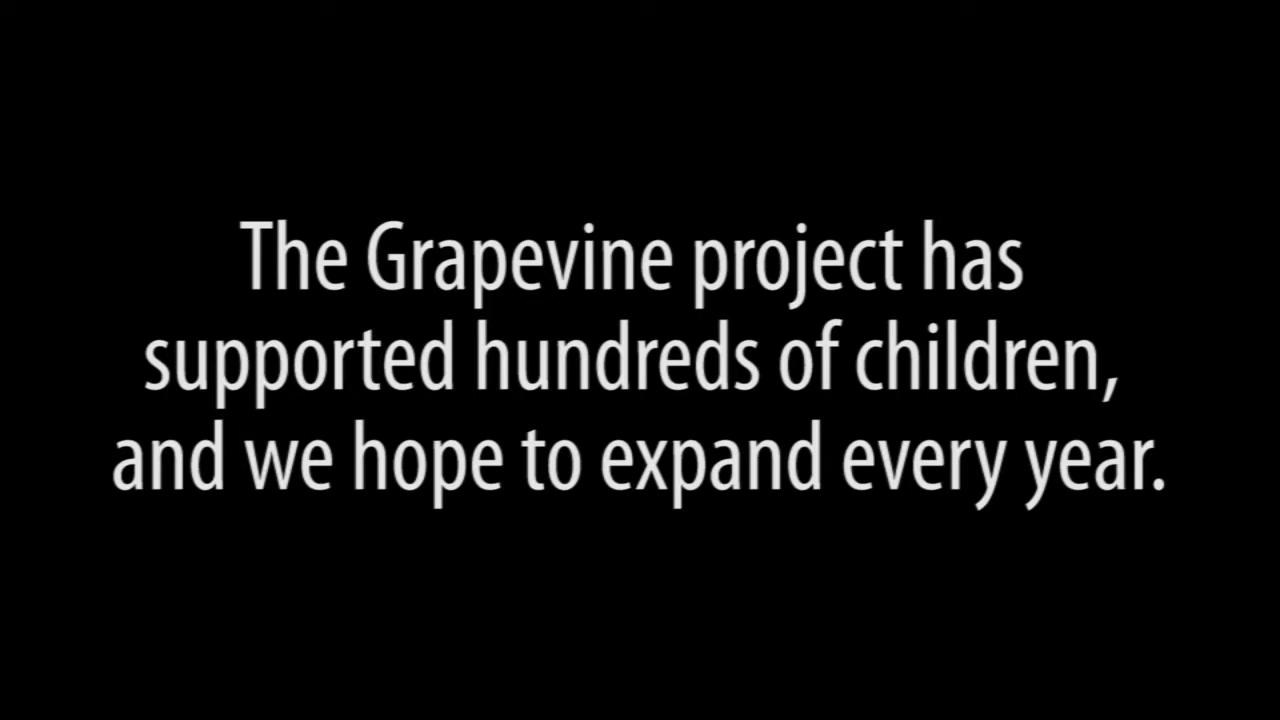 The Grapevine project has
supported hundreds of children,
and we hope to expand every year.